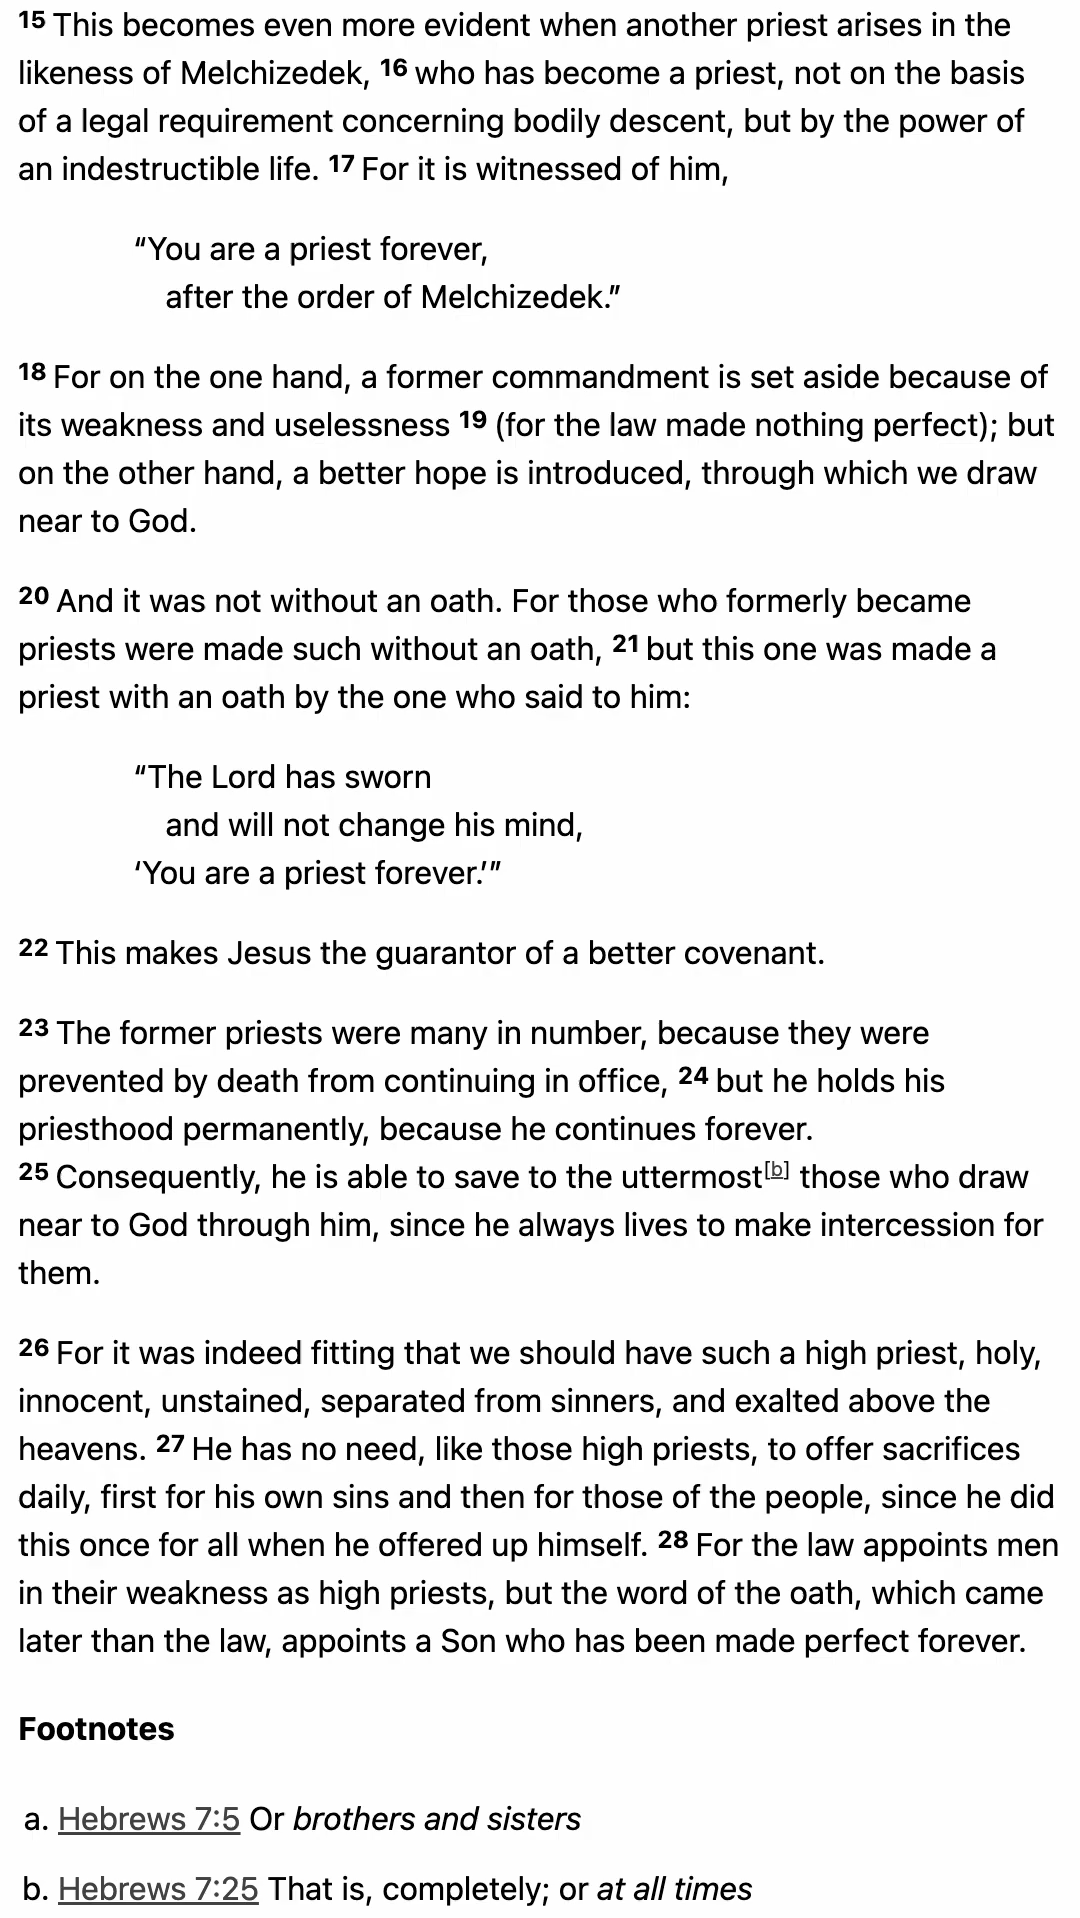 15 This becomes even more evident when another priest arises in the
likeness of Melchizedek, 16 who has become a priest, not on the basis
of a legal requirement concerning bodily descent, but by the power of
an indestructible life. 17 For it is witnessed of him,
“You are a priest forever,
after the order of Melchizedek.”
18 For on the one hand, a former commandment is set aside because of
its weakness and uselessness 19 (for the law made nothing perfect); but
on the other hand, a better hope is introduced, through which we draw
near to God.
20 And it was not without an oath. For those who formerly became
priests were made such without an oath, 21 but this one was made a
priest with an oath by the one who said to him:
“The Lord has sworn
and will not change his mind,
‘You are a priest forever.’”
22 This makes Jesus the guarantor of a better covenant.
23 The former priests were many in number, because they were
prevented by death from continuing in office, 24 but he holds his
priesthood permanently, because he continues forever.
25 Consequently, he is able to save to the uttermost[b] those who draw
near to God through him, since he always lives to make intercession for
them.
26 For it was indeed fitting that we should have such a high priest, holy,
innocent, unstained, separated from sinners, and exalted above the
heavens. 27 He has no need, like those high priests, to offer sacrifices
daily, first for his own sins and then for those of the people, since he did
this once for all when he offered up himself. 28 For the law appoints men
in their weakness as high priests, but the word of the oath, which came
later than the law, appoints a Son who has been made perfect forever.
Footnotes
a. Hebrews 7:5 Or brothers and sisters
b. Hebrews 7:25 That is, completely; or at all times